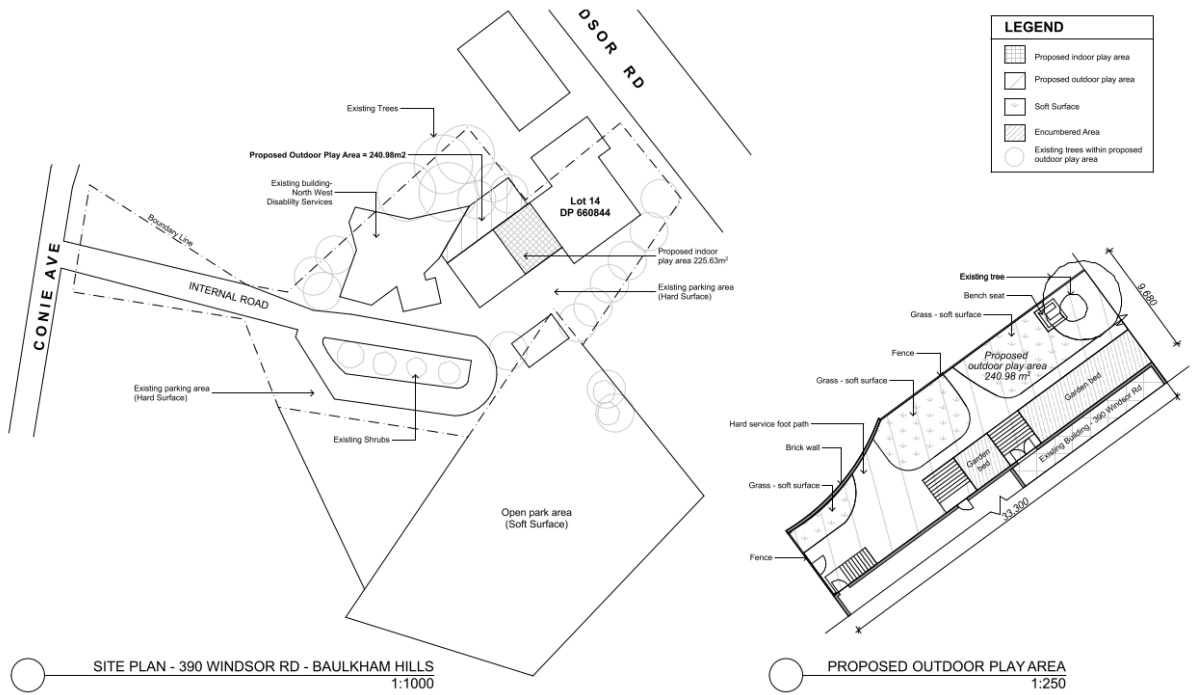 DSOR RD
Existing Trees
Proposed Outdoor Play Area = 240.98m2
Existing building-
North West
Disablilty Services
Lot 14
DP 660844
Boundary Line
CONIE AVE
INTERNAL ROAD
Proposed indoor
play area 225.63m²
Existing parking area
(Hard Surface)
Existing parking area
(Hard Surface)
Existing Shrubs
Open park area
(Soft Surface)
SITE PLAN - 390 WINDSOR RD - BAULKHAM HILLS
1:1000
LEGEND
Proposed indoor play area
Proposed outdoor play area
Soft Surface
Encumbered Area
Existing trees within proposed
outdoor play area
Existing tree
Bench seat
Grass - soft surface
9,680
Fence
Proposed
outdoor play area
240.98 m²
Grass - soft surface
Garden bed
Hard service foot path
Existing Building - 390 Windsor Rd
Brick wall
Garden
bed
Grass - soft surface
33,300
Fence
PROPOSED OUTDOOR PLAY AREA
1:250